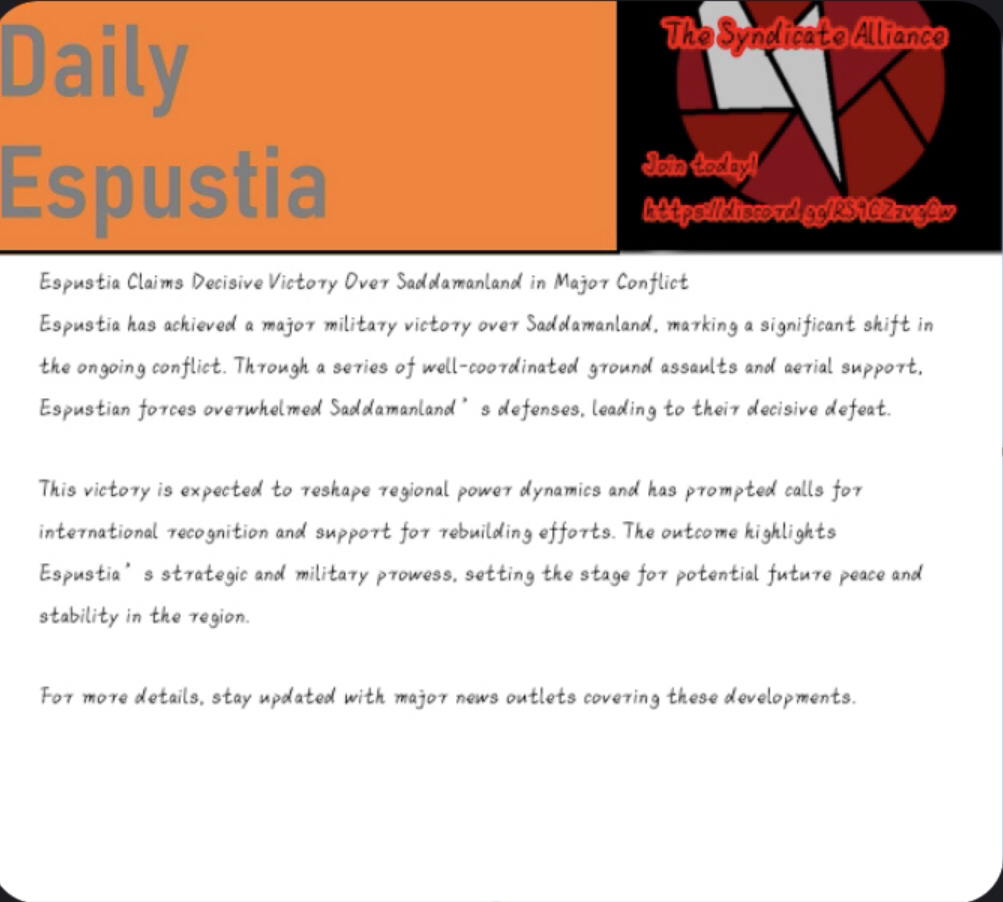 Daily
Espustia
The Syndicate Alliance
Join today!
Espustia Claims Decisive Victory Over Saddamanland in Major Conflict
Espustia has achieved a major military victory over Saddamanland, marking a significant shift in
the ongoing conflict. Through a series of well-coordinated ground assaults and aerial support,
Espustian forces overwhelmed Saddamanland’s defenses, leading to their decisive defeat.
This victory is expected to reshape regional power dynamics and has prompted calls for
international recognition and support for rebuilding efforts. The outcome highlights
Espustia’s strategic and military prowess, setting the stage for potential future peace and
stability in the region.
For more details, stay updated with major news outlets covering these developments.